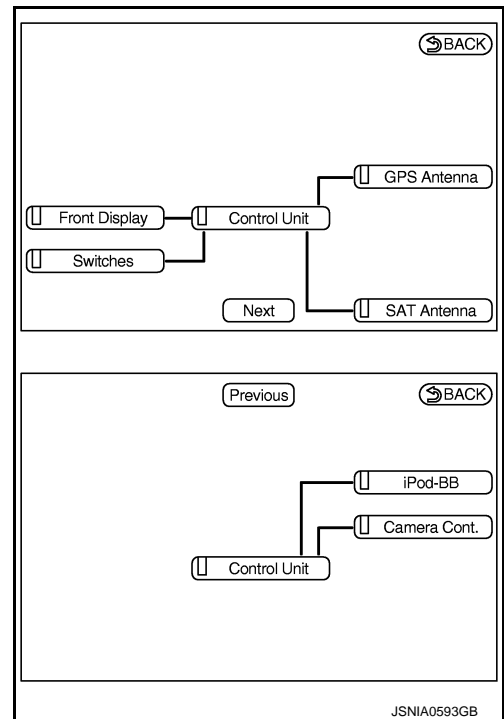 BACK
GPS Antenna
Front Display
Control Unit
Switches
Next
SAT Antenna
Previous
BACK
iPod-BB
Camera Cont.
Control Unit
JSNIA0593GB